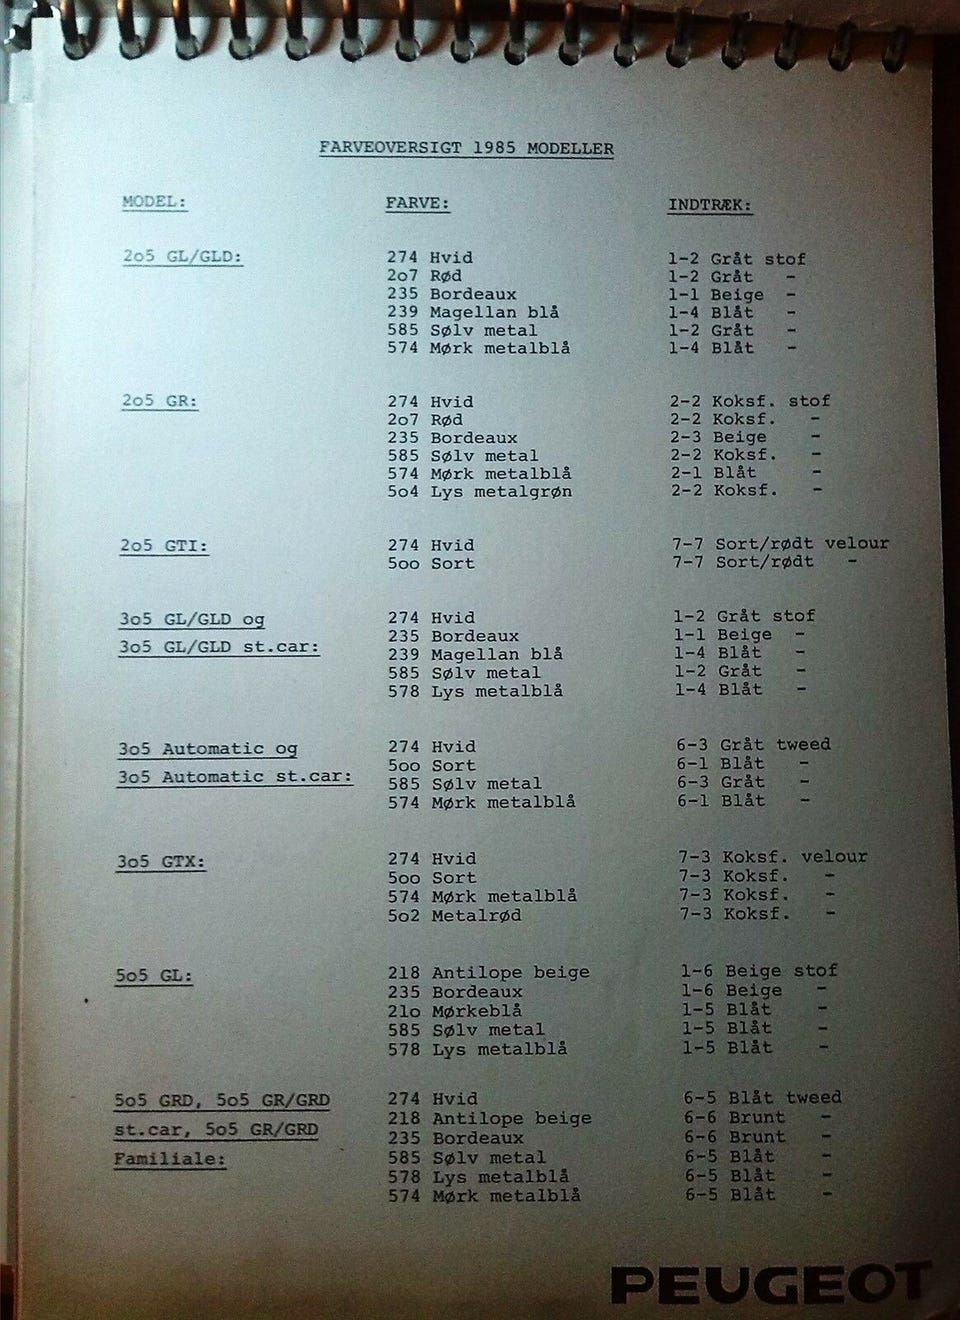 FARVEOVERSIGT 1985 MODELLER
MODEL: FARVE: INDTRÆK:
2o5 GL/GLD: 274 Hvid 1-2 Gråt stof
2o7 Rød 1-2 Gråt -
235 Bordeaux 1-1 Beige -
239 Magellan blå 1-4 Blåt -
585 Sølv metal 1-2 Gråt -
574 Mørk metalblå 1-4 Blåt -
2o5 GR: 274 Hvid 2-2 Koksf. stof
2o7 Rød 2-2 Koksf. -
235 Bordeaux 2-3 Beige -
585 Sølv metal 2-2 Koksf. -
574 Mørk metalblå 2-1 Blåt -
5o4 Lys metalgrøn 2-2 Koksf. -
2o5 GTI: 274 Hvid 7-7 Sort/rødt velour
5oo Sort 7-7 Sort/rødt -
3o5 GL/GLD og 274 Hvid 1-2 Gråt stof
235 Bordeaux 1-1 Beige -
3o5 GL/GLD st.car: 239 Magellan blå 1-4 Blåt -
585 Sølv metal 1-2 Gråt -
578 Lys metalblå 1-4 Blåt -
3o5 Automatic og 274 Hvid 6-3 Gråt tweed
5oo Sort 6-1 Blåt -
3o5 Automatic st.car: 585 Sølv metal 6-3 Gråt -
574 Mørk metalblå 6-1 Blåt -
3o5 GTX: 274 Hvid 7-3 Koksf. velour
5oo Sort 7-3 Koksf. -
574 Mørk metalblå 7-3 Koksf. -
5o2 Metalrød 7-3 Koksf. -
5o5 GL: 218 Antilope beige 1-6 Beige stof
235 Bordeaux 1-6 Beige -
21o Mørkeblå 1-5 Blåt -
585 Sølv metal 1-5 Blåt -
578 Lys metalblå 1-5 Blåt -
5o5 GRD, 5o5 GR/GRD 274 Hvid 6-5 Blåt tweed
218 Antilope beige 6-6 Brunt -
st.car, 5o5 GR/GRD 235 Bordeaux 6-6 Brunt -
Familiale: 585 Sølv metal 6-5 Blåt -
578 Lys metalblå 6-5 Blåt -
574 Mørk metalblå 6-5 Blåt -
PEUGEOT